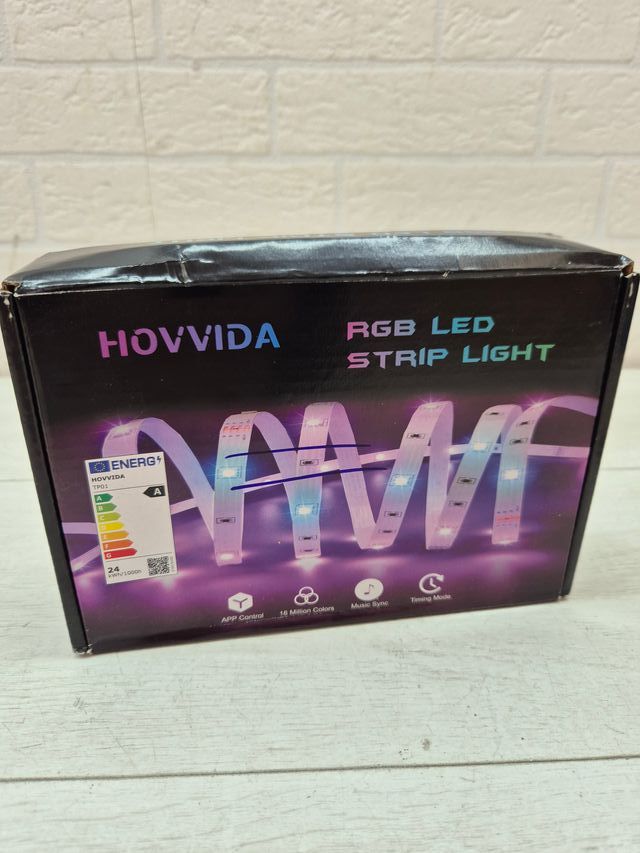 HOVVIDA
RGB LED
STRIP LIGHT
ENERG
HOVVIDA
TP01
A
A
B
C
D
E
F
G
24
kWh/1000h
APP Control
16 Million Colors
Music Sync
Timing Mode